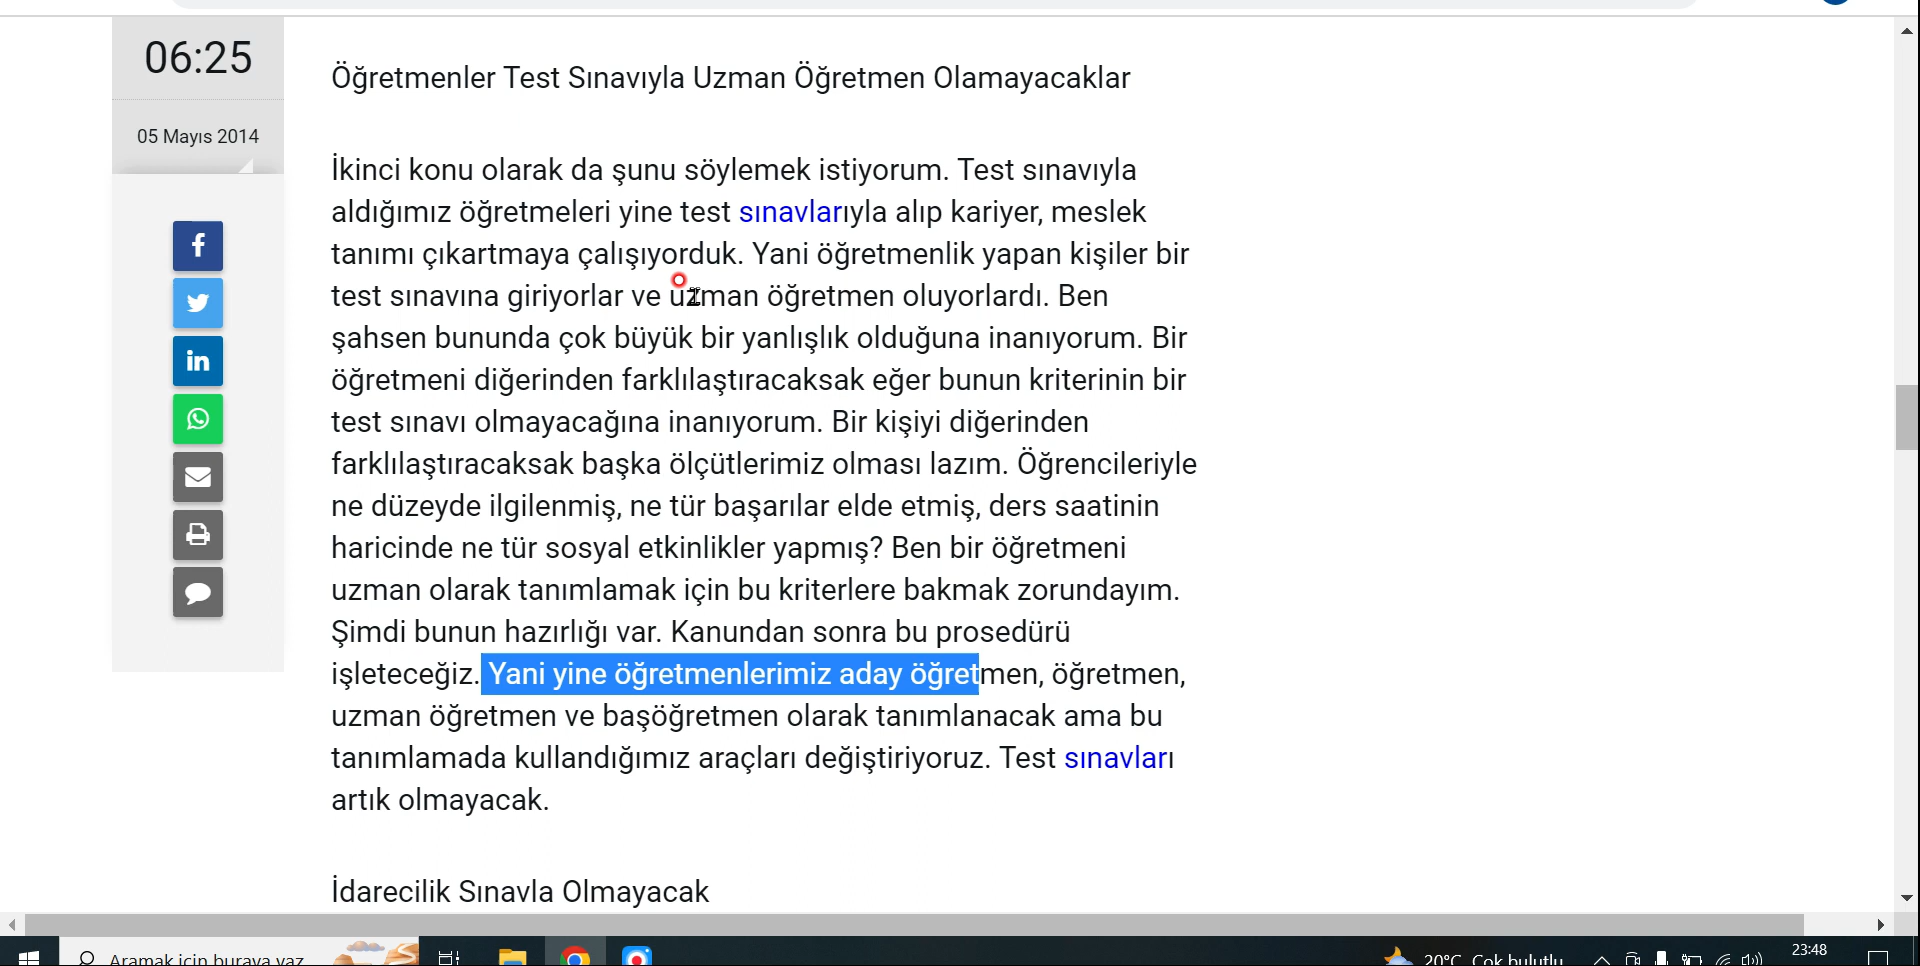 06:25
05 Mayıs 2014
Öğretmenler Test Sınavıyla Uzman Öğretmen Olamayacaklar
İkinci konu olarak da şunu söylemek istiyorum. Test sınavıyla
aldığımız öğretmeleri yine test sınavlarıyla alıp kariyer, meslek
tanımı çıkartmaya çalışıyorduk. Yani öğretmenlik yapan kişiler bir
test sınavına giriyorlar ve uzman öğretmen oluyorlardı. Ben
şahsen bununda çok büyük bir yanlışlık olduğuna inanıyorum. Bir
öğretmeni diğerinden farklılaştıracaksak eğer bunun kriterinin bir
test sınavı olmayacağına inanıyorum. Bir kişiyi diğerinden
farklılaştıracaksak başka ölçütlerimiz olması lazım. Öğrencileriyle
ne düzeyde ilgilenmiş, ne tür başarılar elde etmiş, ders saatinin
haricinde ne tür sosyal etkinlikler yapmış? Ben bir öğretmeni
uzman olarak tanımlamak için bu kriterlere bakmak zorundayım.
Şimdi bunun hazırlığı var. Kanundan sonra bu prosedürü
işleteceğiz. Yani yine öğretmenlerimiz aday öğretmen, öğretmen,
uzman öğretmen ve başöğretmen olarak tanımlanacak ama bu
tanımlamada kullandığımız araçları değiştiriyoruz. Test sınavları
artık olmayacak.
İdarecilik Sınavla Olmayacak
Aramak için buraya yaz
20°C Çok bulutlu
23:48